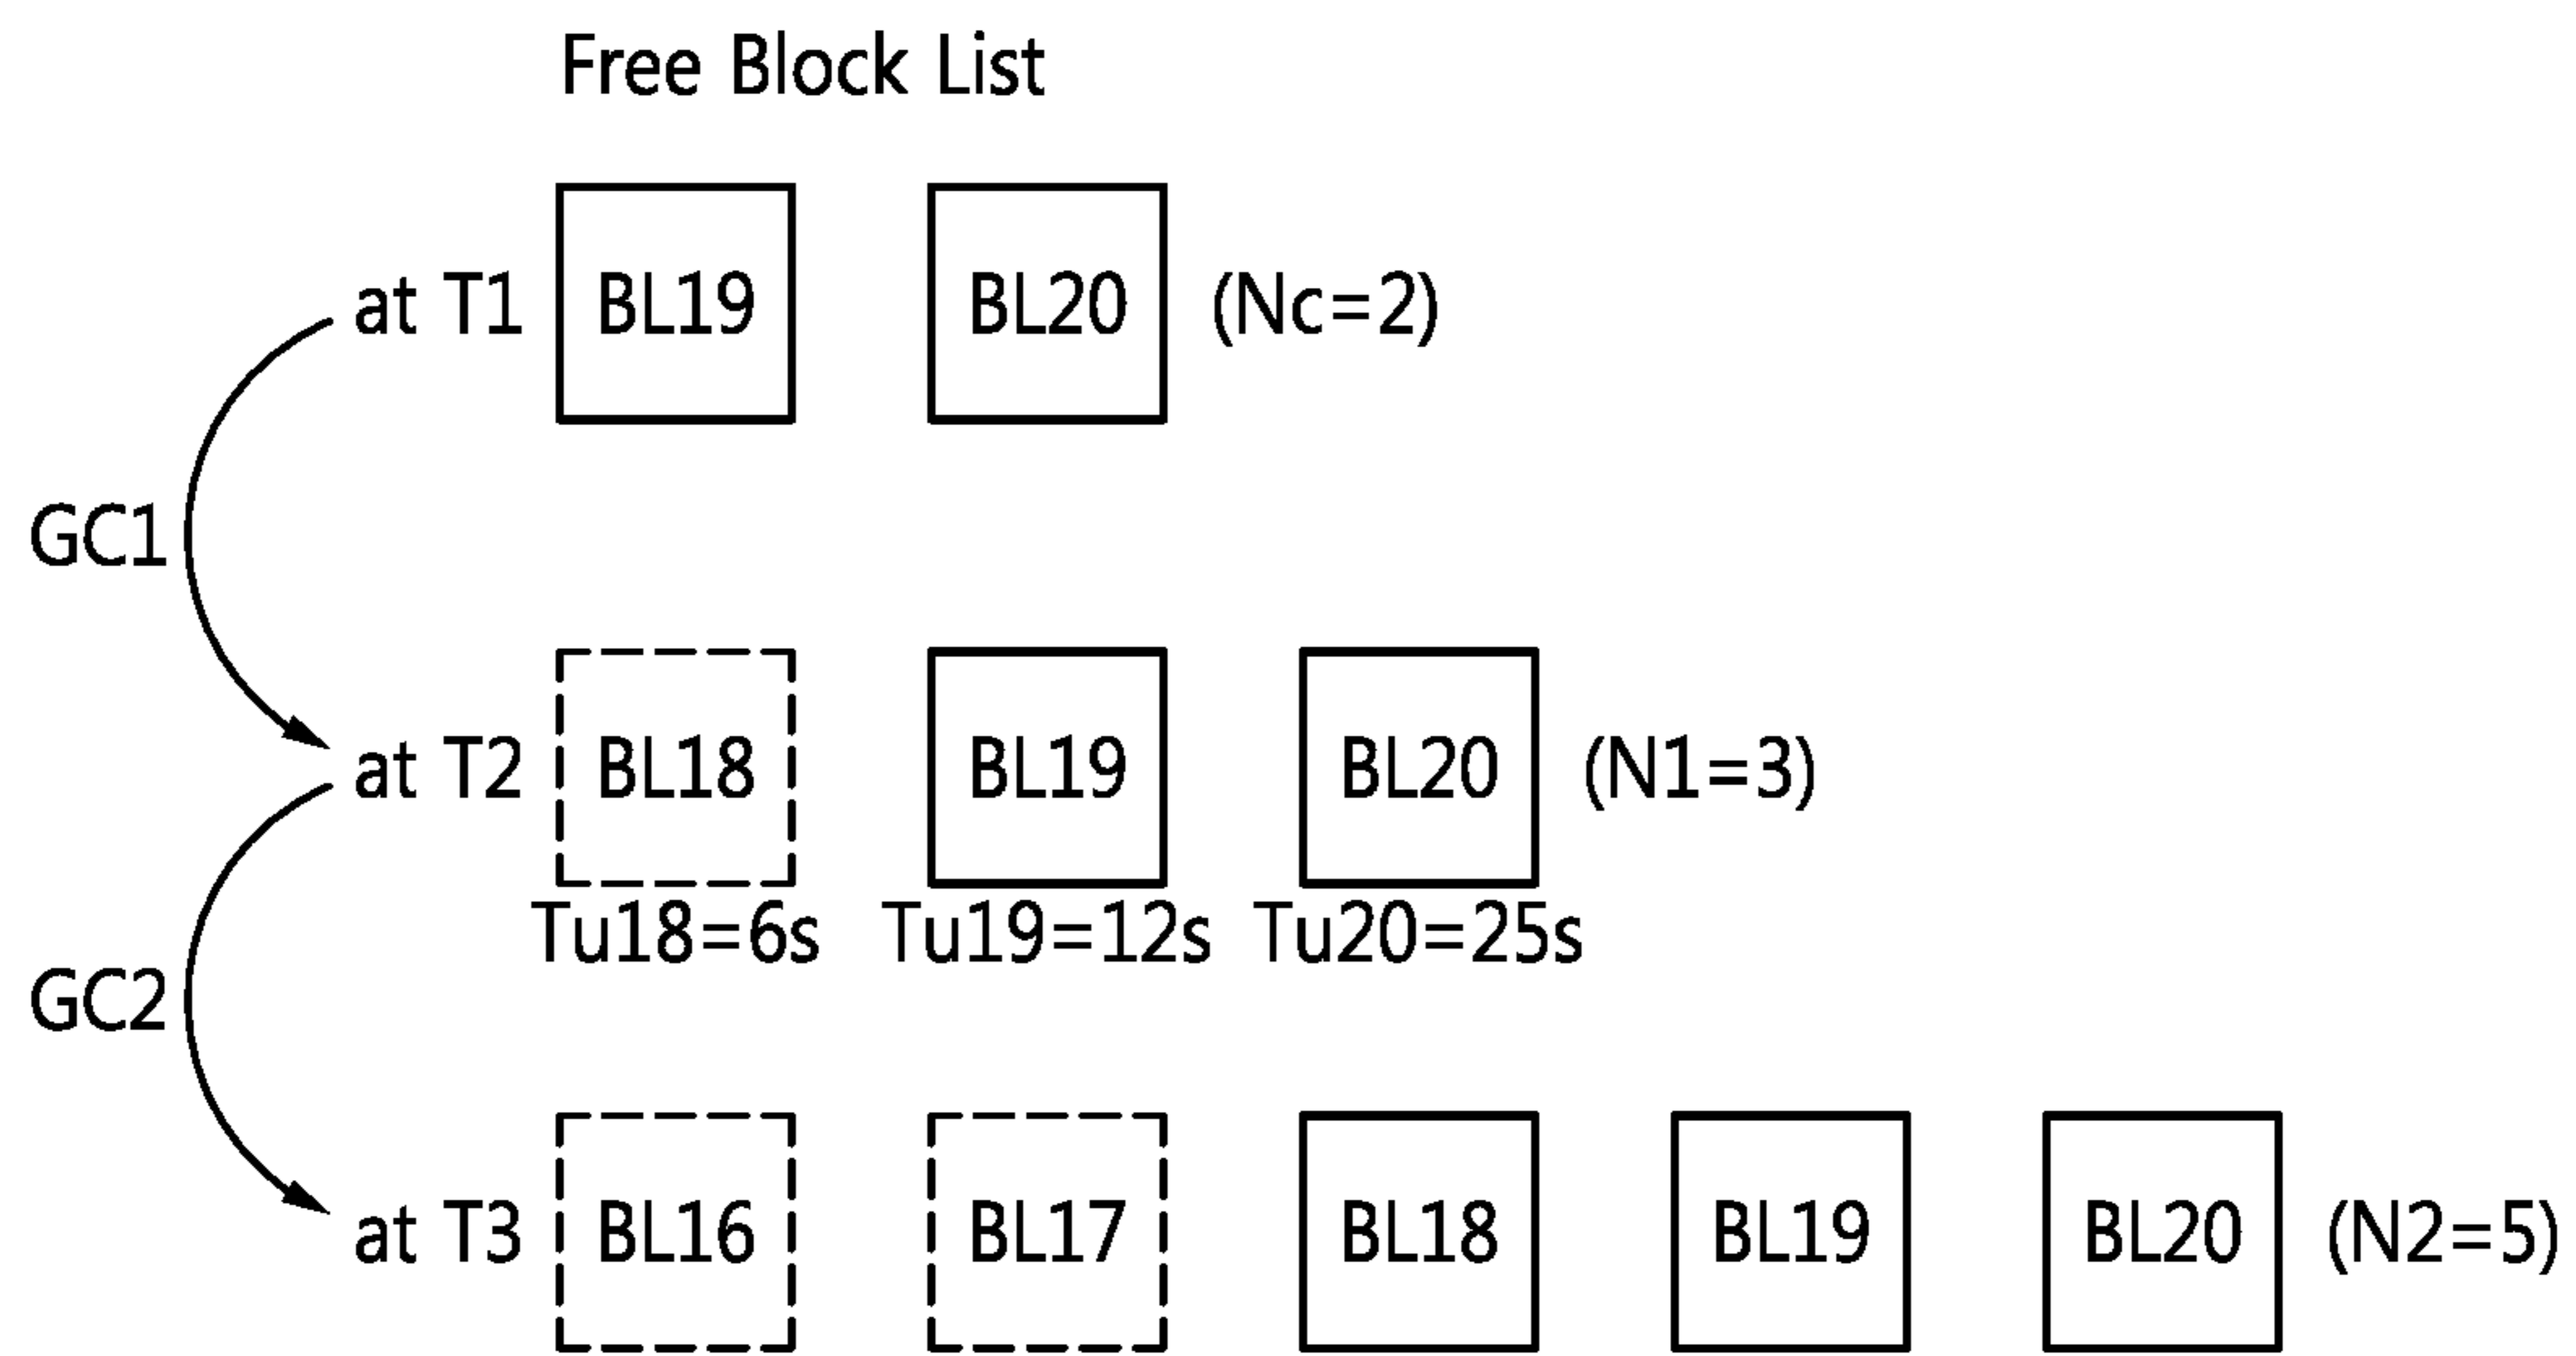 Free Block List
at T1 BL19 BL20 (Nc=2)
GC1
at T2 BL18 BL19 BL20 (N1=3)
Tu18=6s Tu19=12s Tu20=25s
GC2
at T3 BL16 BL17 BL18 BL19 BL20 (N2=5)